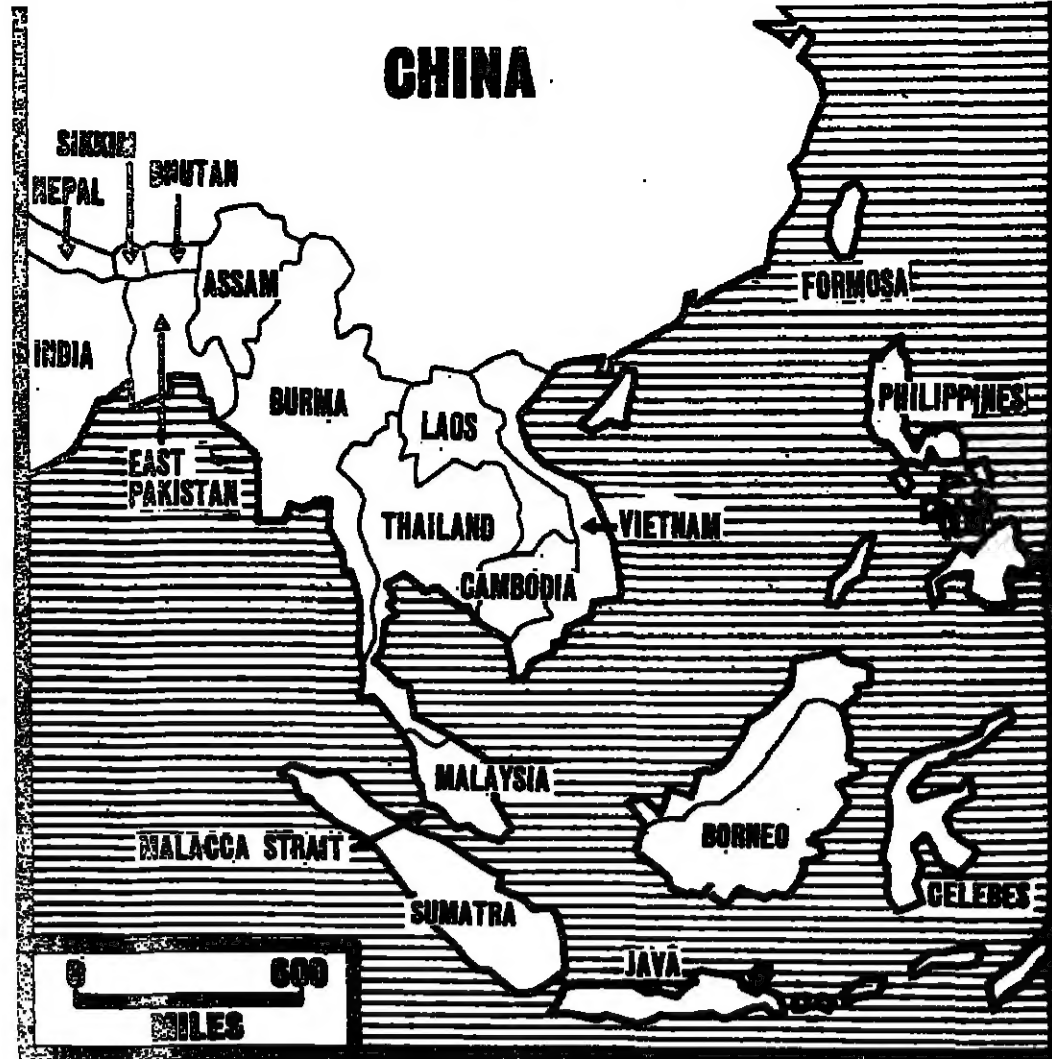 CHINA
SIKKIM
BHUTAN
NEPAL
ASSAM
FORMOSA
INDIA
BURMA
LAOS
PHILIPPINES
EAST
PAKISTAN
THAILAND
VIETNAM
CAMBODIA
MALAYSIA
MALACCA STRAIT
BORNEO
CELEBES
SUMATRA
JAVA
0 600
MILES